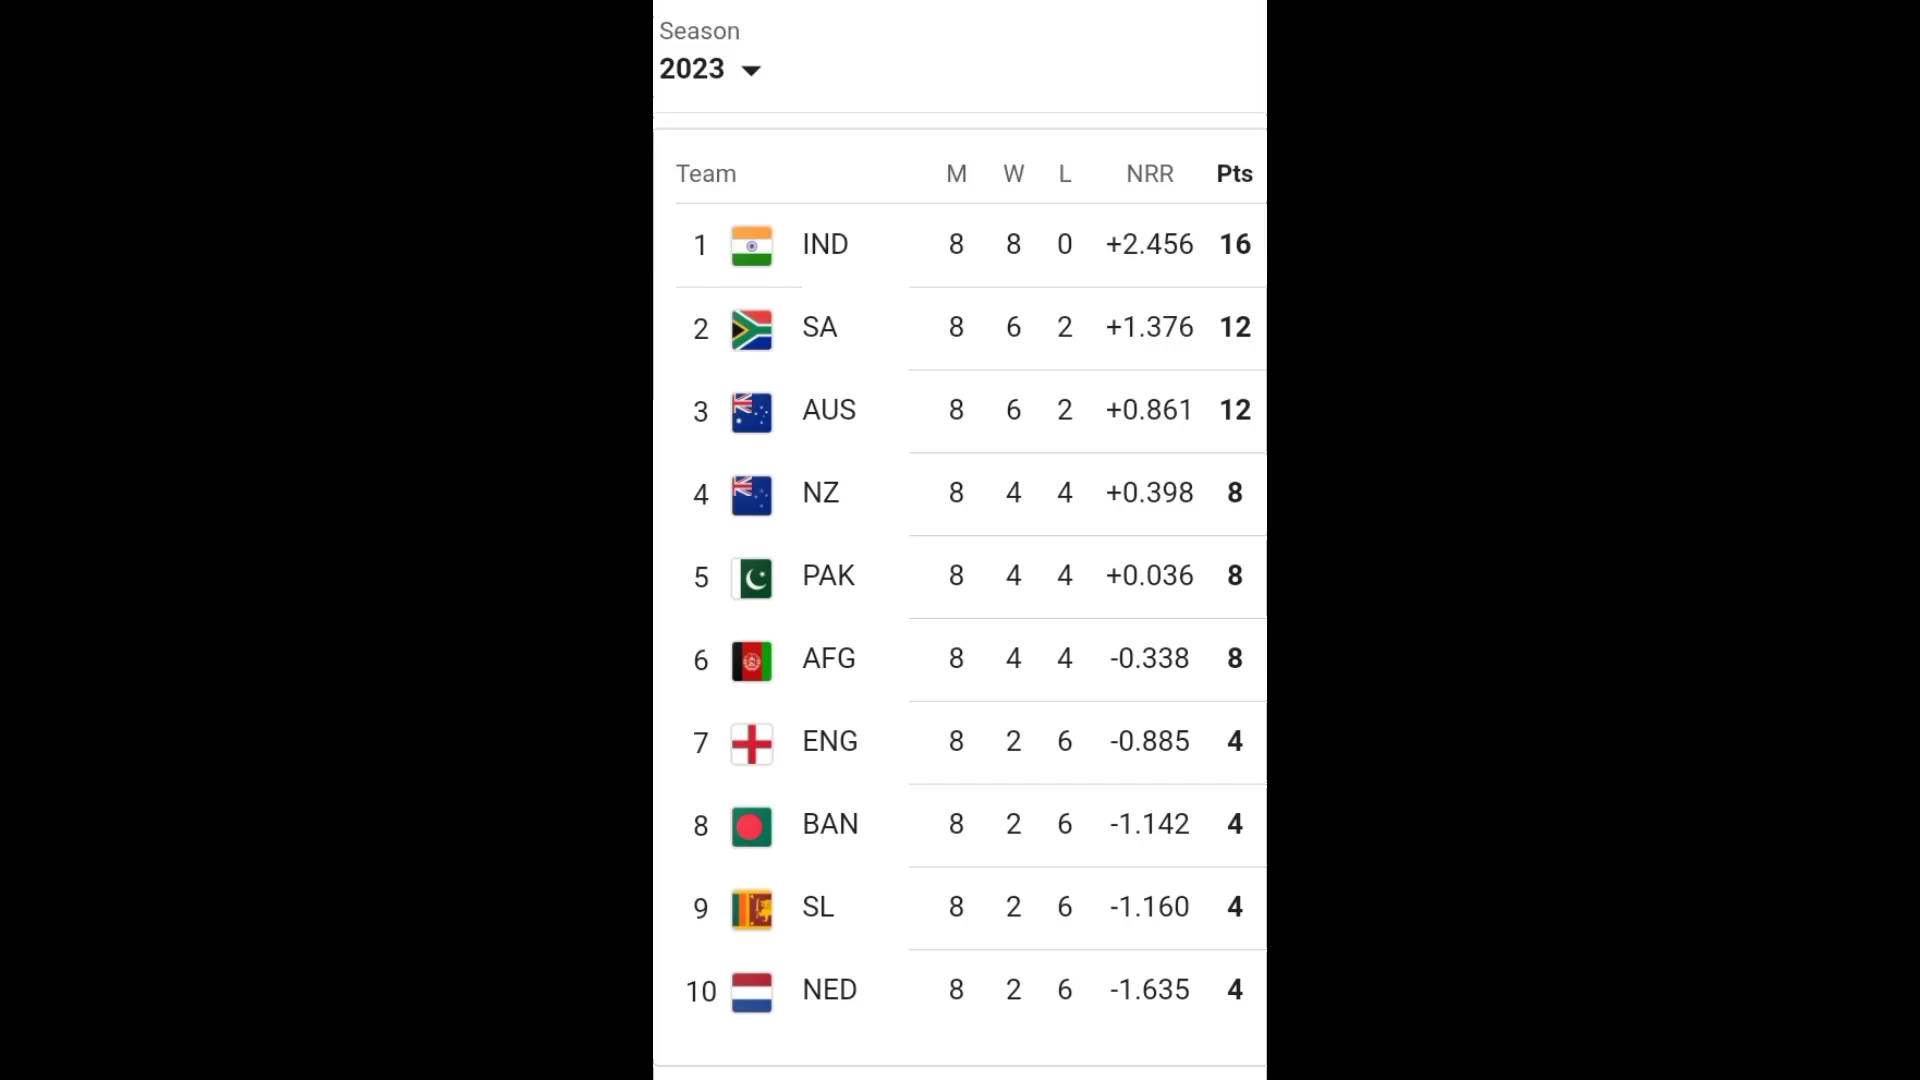 Season
2023
Team M W L NRR Pts
1 IND 8 8 0 +2.456 16
2 SA 8 6 2 +1.376 12
3 AUS 8 6 2 +0.861 12
4 NZ 8 4 4 +0.398 8
5 PAK 8 4 4 +0.036 8
6 AFG 8 4 4 -0.338 8
7 ENG 8 2 6 -0.885 4
8 BAN 8 2 6 -1.142 4
9 SL 8 2 6 -1.160 4
10 NED 8 2 6 -1.635 4